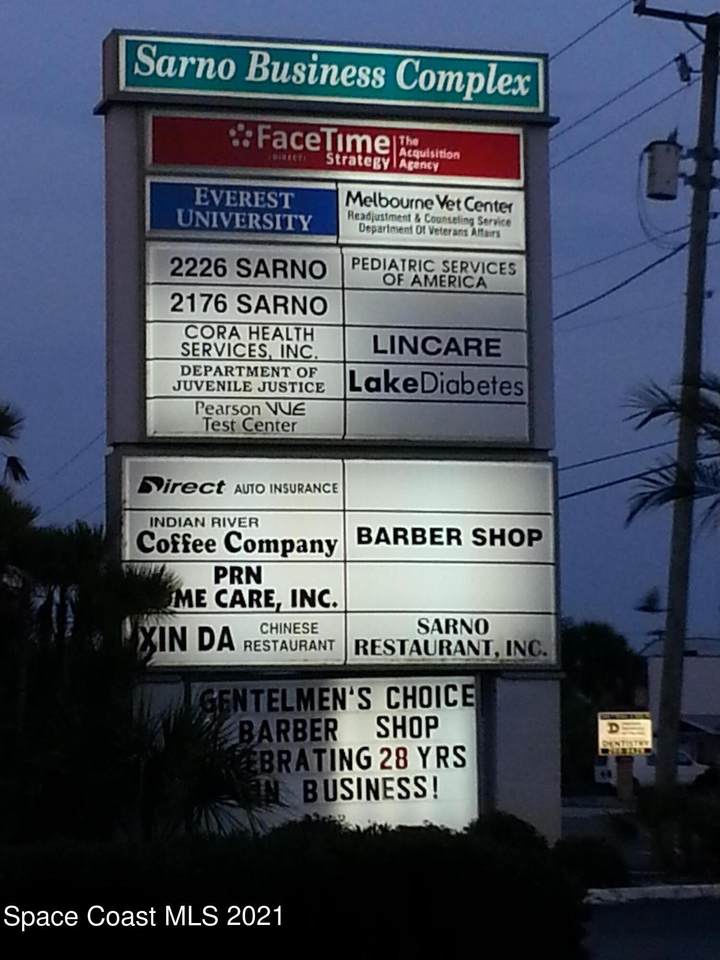 Sarno Business Complex
FaceTime Strategy The Acquisition Agency
DIRECT
EVEREST UNIVERSITY
Melbourne Vet Center
Readjustment & Counseling Service
Department Of Veterans Affairs
2226 SARNO
PEDIATRIC SERVICES
OF AMERICA
2176 SARNO
CORA HEALTH
SERVICES, INC.
LINCARE
DEPARTMENT OF
JUVENILE JUSTICE
LakeDiabetes
Pearson VUE
Test Center
Direct AUTO INSURANCE
INDIAN RIVER
Coffee Company
BARBER SHOP
PRN
ME CARE, INC.
XIN DA CHINESE RESTAURANT
SARNO
RESTAURANT, INC.
GENTELMEN'S CHOICE
BARBER SHOP
EBRATING 28 YRS
IN BUSINESS!
D
DENTISTRY
Space Coast MLS 2021